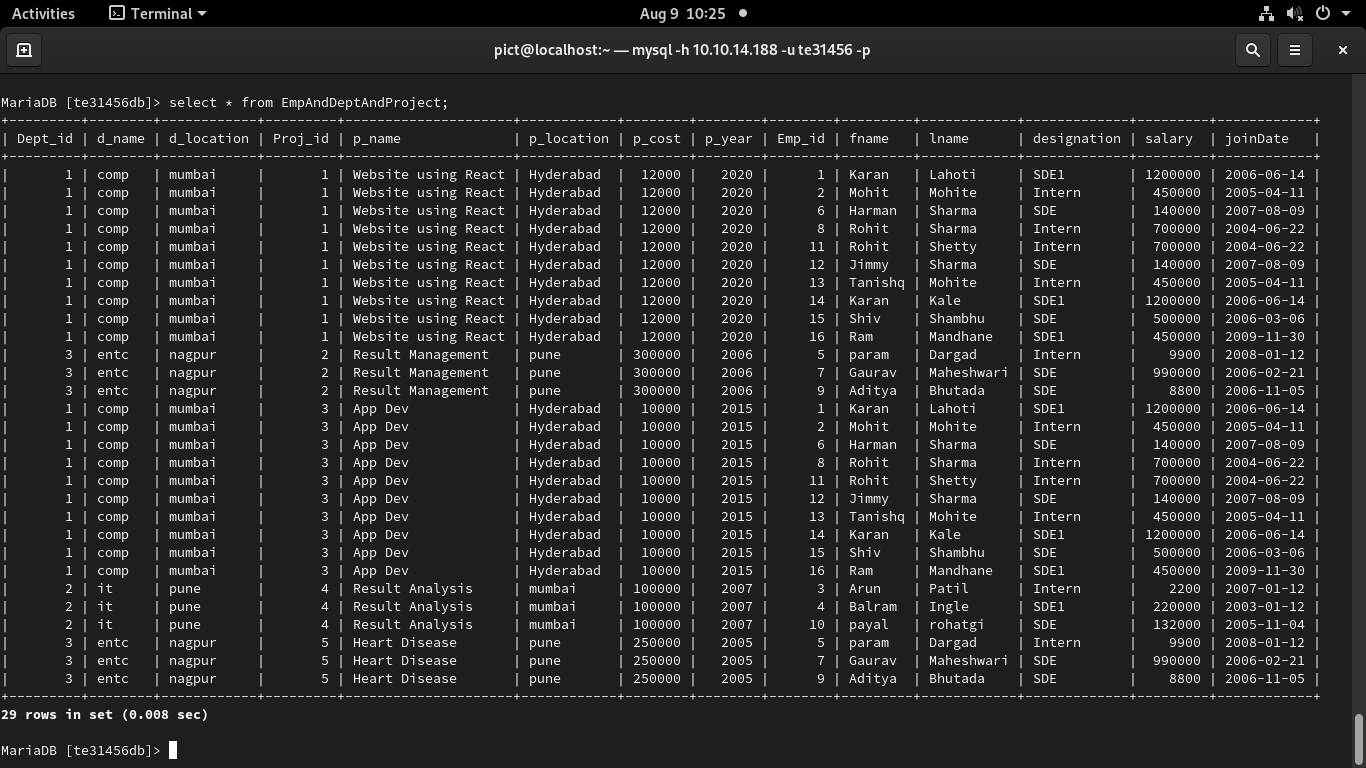 Activities Terminal Aug 9 10:25
pict@localhost:~ — mysql -h 10.10.14.188 -u te31456 -p
MariaDB [te31456db]> select * from EmpAndDeptAndProject;
+---------+--------+------------+---------+---------------------+------------+--------+--------+--------+---------+------------+-------------+---------+------------+
| Dept_id | d_name | d_location | Proj_id | p_name              | p_location | p_cost | p_year | Emp_id | fname   | lname      | designation | salary  | joinDate   |
+---------+--------+------------+---------+---------------------+------------+--------+--------+--------+---------+------------+-------------+---------+------------+
|       1 | comp   | mumbai     |       1 | Website using React | Hyderabad  |  12000 |   2020 |      1 | Karan   | Lahoti     | SDE1        | 1200000 | 2006-06-14 |
|       1 | comp   | mumbai     |       1 | Website using React | Hyderabad  |  12000 |   2020 |      2 | Mohit   | Mohite     | Intern      |  450000 | 2005-04-11 |
|       1 | comp   | mumbai     |       1 | Website using React | Hyderabad  |  12000 |   2020 |      6 | Harman  | Sharma     | SDE         |  140000 | 2007-08-09 |
|       1 | comp   | mumbai     |       1 | Website using React | Hyderabad  |  12000 |   2020 |      8 | Rohit   | Sharma     | Intern      |  700000 | 2004-06-22 |
|       1 | comp   | mumbai     |       1 | Website using React | Hyderabad  |  12000 |   2020 |     11 | Rohit   | Shetty     | Intern      |  700000 | 2004-06-22 |
|       1 | comp   | mumbai     |       1 | Website using React | Hyderabad  |  12000 |   2020 |     12 | Jimmy   | Sharma     | SDE         |  140000 | 2007-08-09 |
|       1 | comp   | mumbai     |       1 | Website using React | Hyderabad  |  12000 |   2020 |     13 | Tanishq | Mohite     | Intern      |  450000 | 2005-04-11 |
|       1 | comp   | mumbai     |       1 | Website using React | Hyderabad  |  12000 |   2020 |     14 | Karan   | Kale       | SDE1        | 1200000 | 2006-06-14 |
|       1 | comp   | mumbai     |       1 | Website using React | Hyderabad  |  12000 |   2020 |     15 | Shiv    | Shambhu    | SDE         |  500000 | 2006-03-06 |
|       1 | comp   | mumbai     |       1 | Website using React | Hyderabad  |  12000 |   2020 |     16 | Ram     | Mandhane   | SDE1        |  450000 | 2009-11-30 |
|       3 | entc   | nagpur     |       2 | Result Management   | pune       | 300000 |   2006 |      5 | param   | Dargad     | Intern      |    9900 | 2008-01-12 |
|       3 | entc   | nagpur     |       2 | Result Management   | pune       | 300000 |   2006 |      7 | Gaurav  | Maheshwari | SDE         |  990000 | 2006-02-21 |
|       3 | entc   | nagpur     |       2 | Result Management   | pune       | 300000 |   2006 |      9 | Aditya  | Bhutada    | SDE         |    8800 | 2006-11-05 |
|       1 | comp   | mumbai     |       3 | App Dev             | Hyderabad  |  10000 |   2015 |      1 | Karan   | Lahoti     | SDE1        | 1200000 | 2006-06-14 |
|       1 | comp   | mumbai     |       3 | App Dev             | Hyderabad  |  10000 |   2015 |      2 | Mohit   | Mohite     | Intern      |  450000 | 2005-04-11 |
|       1 | comp   | mumbai     |       3 | App Dev             | Hyderabad  |  10000 |   2015 |      6 | Harman  | Sharma     | SDE         |  140000 | 2007-08-09 |
|       1 | comp   | mumbai     |       3 | App Dev             | Hyderabad  |  10000 |   2015 |      8 | Rohit   | Sharma     | Intern      |  700000 | 2004-06-22 |
|       1 | comp   | mumbai     |       3 | App Dev             | Hyderabad  |  10000 |   2015 |     11 | Rohit   | Shetty     | Intern      |  700000 | 2004-06-22 |
|       1 | comp   | mumbai     |       3 | App Dev             | Hyderabad  |  10000 |   2015 |     12 | Jimmy   | Sharma     | SDE         |  140000 | 2007-08-09 |
|       1 | comp   | mumbai     |       3 | App Dev             | Hyderabad  |  10000 |   2015 |     13 | Tanishq | Mohite     | Intern      |  450000 | 2005-04-11 |
|       1 | comp   | mumbai     |       3 | App Dev             | Hyderabad  |  10000 |   2015 |     14 | Karan   | Kale       | SDE1        | 1200000 | 2006-06-14 |
|       1 | comp   | mumbai     |       3 | App Dev             | Hyderabad  |  10000 |   2015 |     15 | Shiv    | Shambhu    | SDE         |  500000 | 2006-03-06 |
|       1 | comp   | mumbai     |       3 | App Dev             | Hyderabad  |  10000 |   2015 |     16 | Ram     | Mandhane   | SDE1        |  450000 | 2009-11-30 |
|       2 | it     | pune       |       4 | Result Analysis     | mumbai     | 100000 |   2007 |      3 | Arun    | Patil      | Intern      |    2200 | 2007-01-12 |
|       2 | it     | pune       |       4 | Result Analysis     | mumbai     | 100000 |   2007 |      4 | Balram  | Ingle      | SDE1        |  220000 | 2003-01-12 |
|       2 | it     | pune       |       4 | Result Analysis     | mumbai     | 100000 |   2007 |     10 | payal   | rohatgi    | SDE         |  132000 | 2005-11-04 |
|       3 | entc   | nagpur     |       5 | Heart Disease       | pune       | 250000 |   2005 |      5 | param   | Dargad     | Intern      |    9900 | 2008-01-12 |
|       3 | entc   | nagpur     |       5 | Heart Disease       | pune       | 250000 |   2005 |      7 | Gaurav  | Maheshwari | SDE         |  990000 | 2006-02-21 |
|       3 | entc   | nagpur     |       5 | Heart Disease       | pune       | 250000 |   2005 |      9 | Aditya  | Bhutada    | SDE         |    8800 | 2006-11-05 |
+---------+--------+------------+---------+---------------------+------------+--------+--------+--------+---------+------------+-------------+---------+------------+
29 rows in set (0.008 sec)
MariaDB [te31456db]>